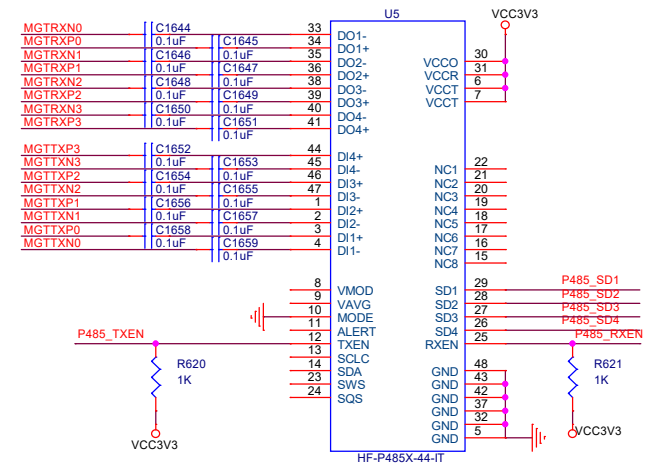 U5
VCC3V3
MGTRXN0 C1644 33 DO1-
MGTRXP0 0.1uF C1645 34 DO1+
MGTRXN1 C1646 0.1uF 35 DO2-
MGTRXP1 0.1uF C1647 36 DO2+
MGTRXN2 C1648 0.1uF 38 DO3-
MGTRXP2 0.1uF C1649 39 DO3+
MGTRXN3 C1650 0.1uF 40 DO4-
MGTRXP3 0.1uF C1651 41 DO4+
0.1uF
VCCO 30
VCCR 31
VCCT 6
VCCT 7
MGTTXP3 C1652 44 DI4+
MGTTXN3 0.1uF C1653 45 DI4-
MGTTXP2 C1654 0.1uF 46 DI3+
MGTTXN2 0.1uF C1655 47 DI3-
MGTTXP1 C1656 0.1uF 1 DI2+
MGTTXN1 0.1uF C1657 2 DI2-
MGTTXP0 C1658 0.1uF 3 DI1+
MGTTXN0 0.1uF C1659 4 DI1-
0.1uF
NC1 22
NC2 21
NC3 20
NC4 19
NC5 18
NC6 17
NC7 16
NC8 15
8 VMOD
9 VAVG
10 MODE
11 ALERT
P485_TXEN 12 TXEN
13 SCLC
14 SDA
23 SWS
24 SQS
SD1 29 P485_SD1
SD2 28 P485_SD2
SD3 27 P485_SD3
SD4 26 P485_SD4
RXEN 25 P485_RXEN
R620
1K
VCC3V3
GND 48
GND 43
GND 42
GND 37
GND 32
GND 5
R621
1K
VCC3V3
HF-P485X-44-IT